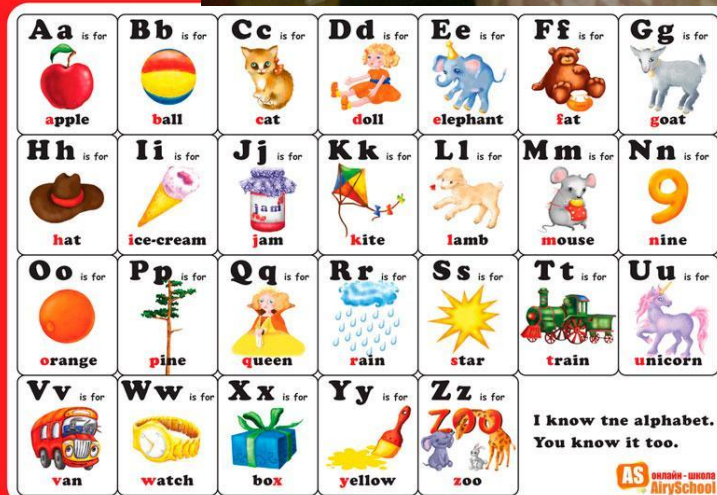 Aa is for
apple
Bb is for
ball
Cc is for
cat
Dd is for
doll
Ee is for
elephant
Ff is for
fat
Gg is for
goat
Hh is for
hat
Ii is for
ice-cream
Jj is for
jam
jam
Kk is for
kite
Ll is for
lamb
Mm is for
mouse
Nn is for
9
nine
Oo is for
orange
Pp is for
pine
Qq is for
queen
Rr is for
rain
Ss is for
star
Tt is for
train
Uu is for
unicorn
Vv is for
van
Ww is for
watch
Xx is for
box
Yy is for
yellow
Zz is for
ZOO
zoo
I know tne alphabet.
You know it too.
AS онлайн - школа
AirySchool